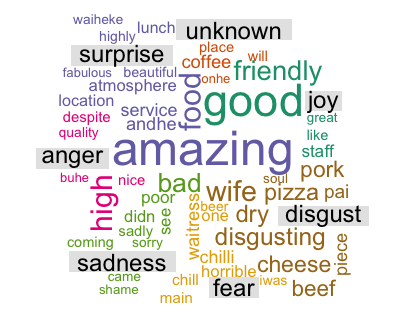 waiheke
highly
lunch
unknown
surprise
place
coffee
will
fabulous
beautiful
onhe
friendly
atmosphere
location
food
good
joy
despite
service
great
quality
andhe
like
anger
amazing
staff
buhe
nice
high
bad
soul
pork
poor
wife
pizza
pai
didn
see
waitress
beer
one
dry
disgust
sadly
coming
sorry
disgusting
piece
sadness
chilli
cheese
came
horrible
shame
chill
fear
iwas
beef
main